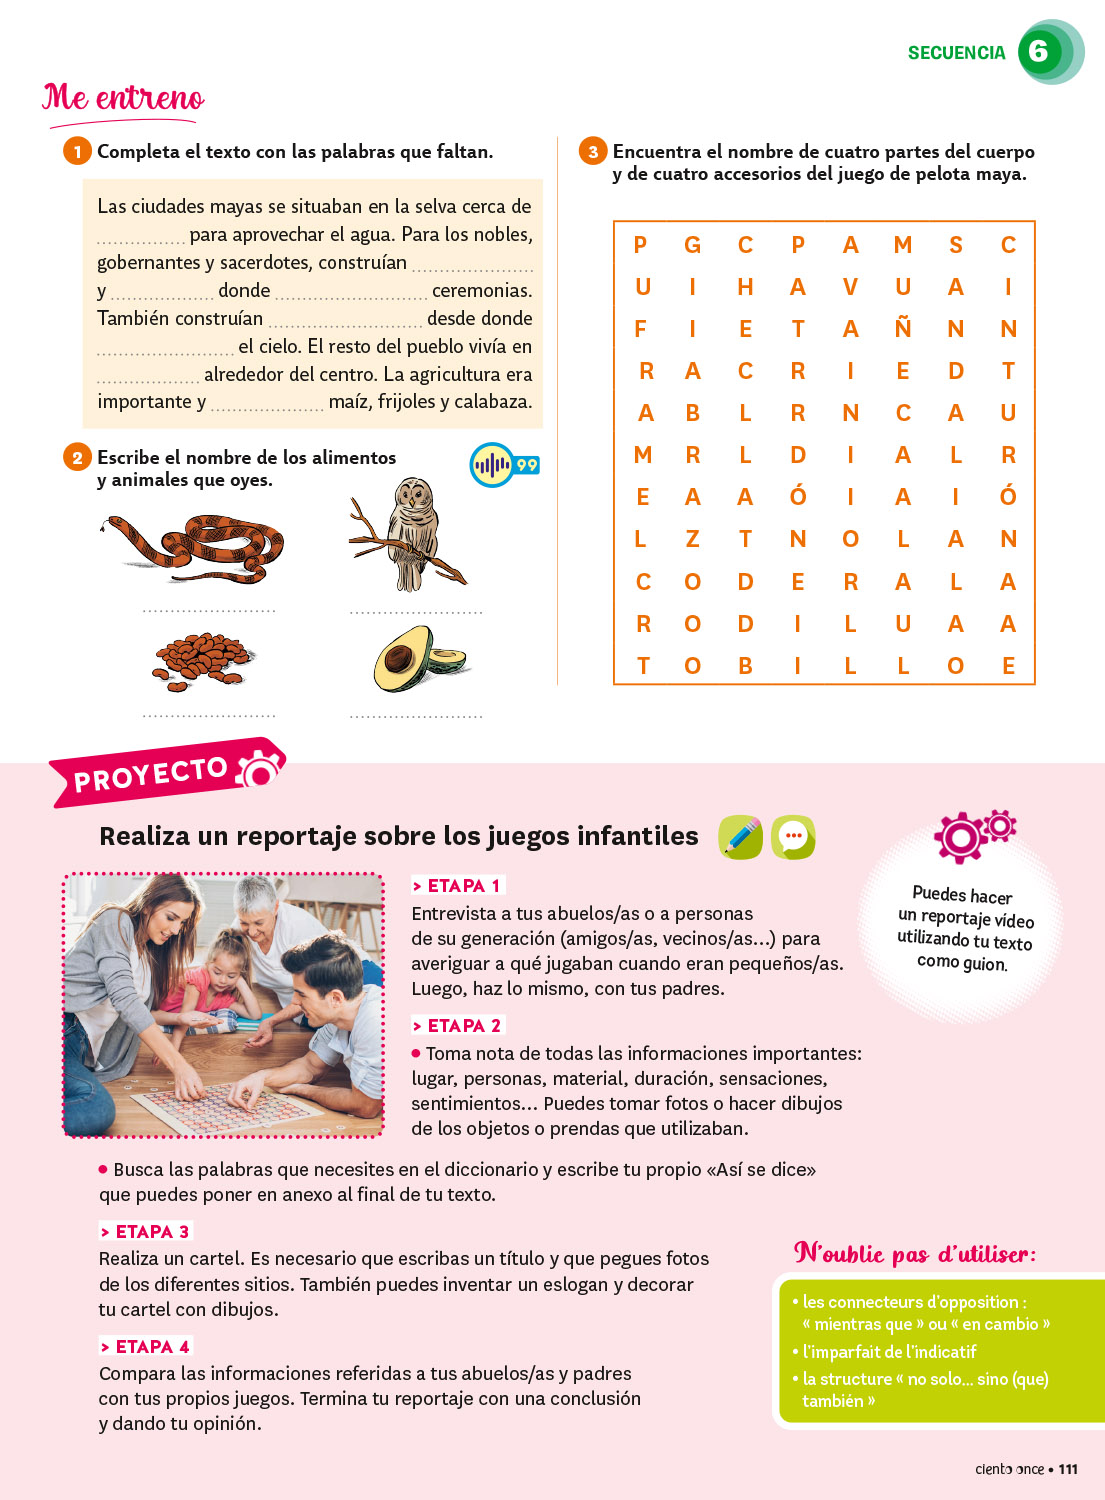 SECUENCIA 6
Me entreno
1 Completa el texto con las palabras que faltan.
Las ciudades mayas se situaban en la selva cerca de
................ para aprovechar el agua. Para los nobles,
gobernantes y sacerdotes, construían ......................
y ................... donde ............................ ceremonias.
También construían ............................ desde donde
......................... el cielo. El resto del pueblo vivía en
................... alrededor del centro. La agricultura era
importante y ..................... maíz, frijoles y calabaza.
2 Escribe el nombre de los alimentos
y animales que oyes.
99
........................
........................
........................
........................
3 Encuentra el nombre de cuatro partes del cuerpo
y de cuatro accesorios del juego de pelota maya.
P G C P A M S C
U I H A V U A I
F I E T A Ñ N N
R A C R I E D T
A B L R N C A U
M R L D I A L R
E A A Ó I A I Ó
L Z T N O L A N
C O D E R A L A
R O D I L U A A
T O B I L L O E
PROYECTO
Realiza un reportaje sobre los juegos infantiles
> ETAPA 1
Entrevista a tus abuelos/as o a personas
de su generación (amigos/as, vecinos/as...) para
averiguar a qué jugaban cuando eran pequeños/as.
Luego, haz lo mismo, con tus padres.
Puedes hacer
un reportaje vídeo
utilizando tu texto
como guion.
> ETAPA 2
• Toma nota de todas las informaciones importantes:
lugar, personas, material, duración, sensaciones,
sentimientos... Puedes tomar fotos o hacer dibujos
de los objetos o prendas que utilizaban.
• Busca las palabras que necesites en el diccionario y escribe tu propio «Así se dice»
que puedes poner en anexo al final de tu texto.
> ETAPA 3
Realiza un cartel. Es necesario que escribas un título y que pegues fotos
de los diferentes sitios. También puedes inventar un eslogan y decorar
tu cartel con dibujos.
> ETAPA 4
Compara las informaciones referidas a tus abuelos/as y padres
con tus propios juegos. Termina tu reportaje con una conclusión
y dando tu opinión.
N'oublie pas d'utiliser:
• les connecteurs d'opposition :
« mientras que » ou « en cambio »
• l'imparfait de l'indicatif
• la structure « no solo... sino (que)
también »
ciento once • 111